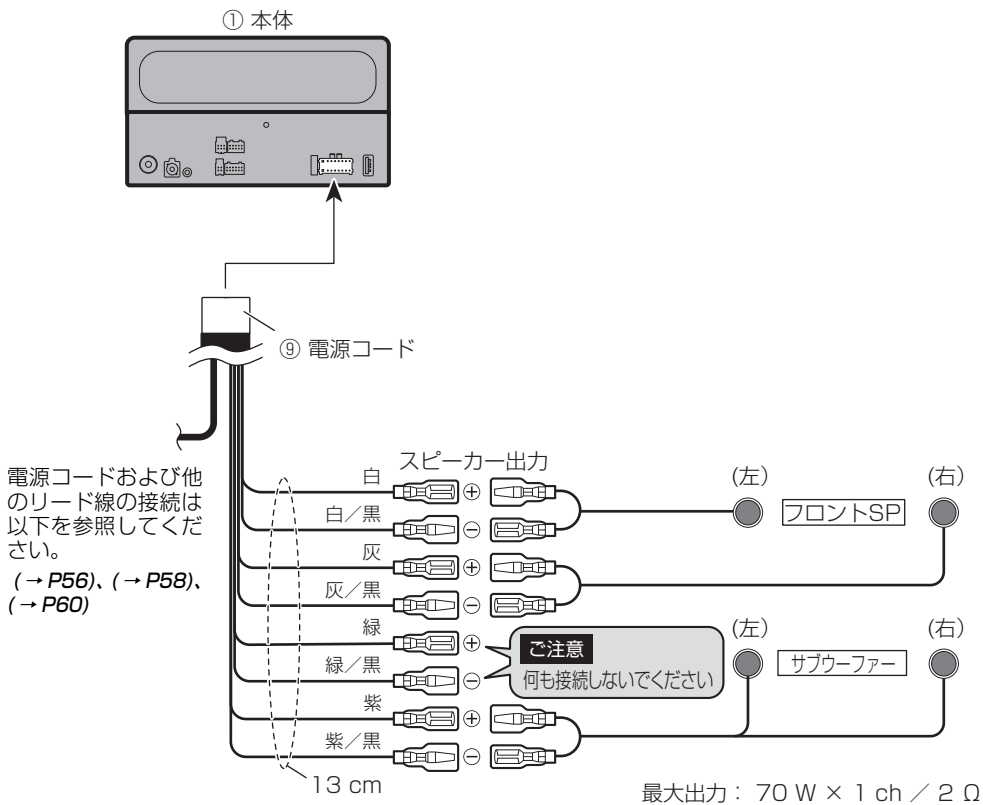 ① 本体
⑨ 電源コード
電源コードおよび他
のリード線の接続は
以下を参照してくだ
さい。
(→ P56)、(→ P58)、
(→ P60)
スピーカー出力
白
⊕
白／黒
⊖
灰
⊕
灰／黒
⊖
緑
⊕
緑／黒
⊖
紫
⊕
紫／黒
⊖
13 cm
(左)
フロントSP
(右)
ご注意
何も接続しないでください
(左)
サブウーファー
(右)
最大出力： 70 W × 1 ch ／ 2 Ω